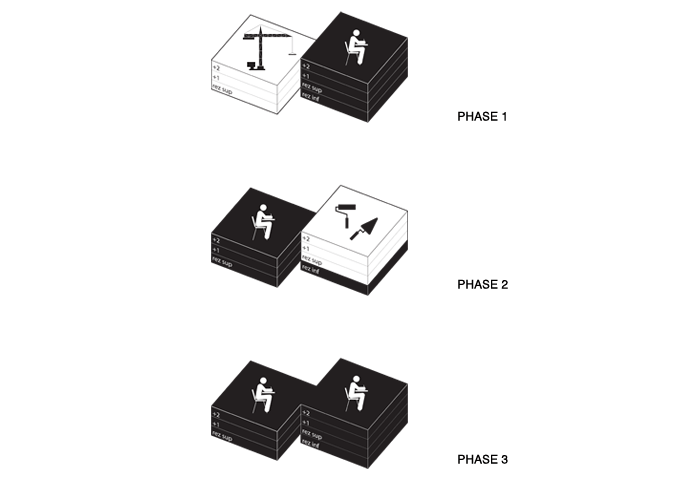 +2
+1
rez sup
+2
+1
rez sup
rez inf
PHASE 1
+2
+1
rez sup
+2
+1
rez sup
rez inf
PHASE 2
+2
+1
rez sup
+2
+1
rez sup
rez inf
PHASE 3